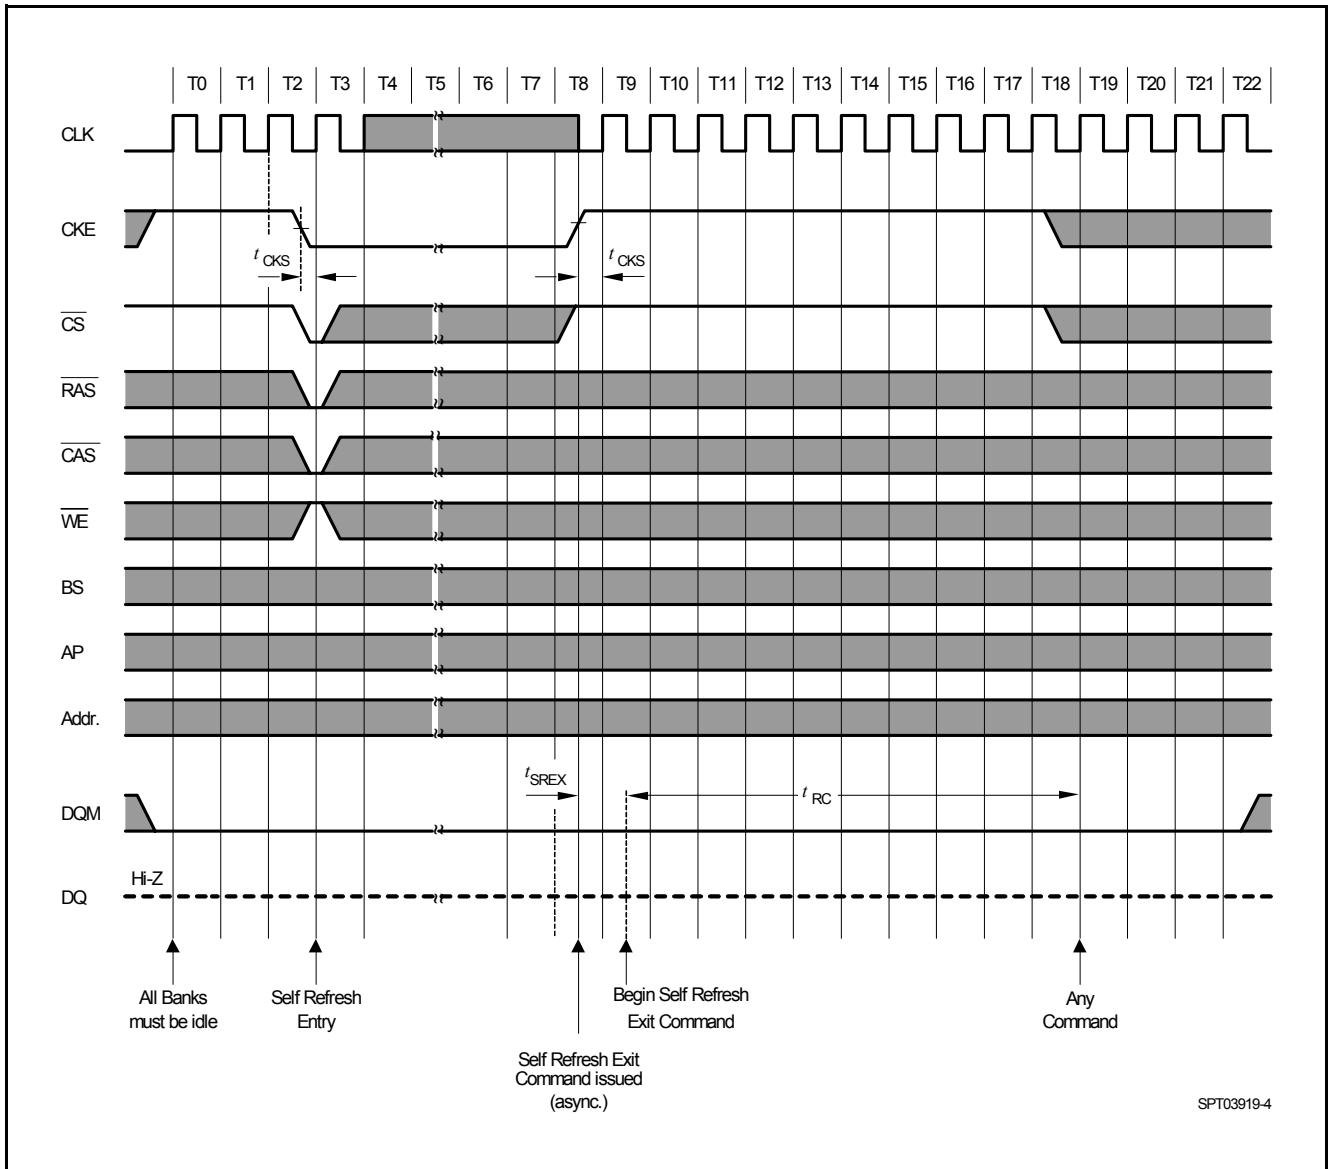 T0 T1 T2 T3 T4 T5 T6 T7 T8 T9 T10 T11 T12 T13 T14 T15 T16 T17 T18 T19 T20 T21 T22
CLK
CKE
t CKS t CKS
CS
RAS
CAS
WE
BS
AP
Addr.
t SREX
t RC
DQM
Hi-Z
DQ
All Banks
must be idle
Self Refresh
Entry
Begin Self Refresh
Exit Command
Any
Command
Self Refresh Exit
Command issued
(async.)
SPT03919-4